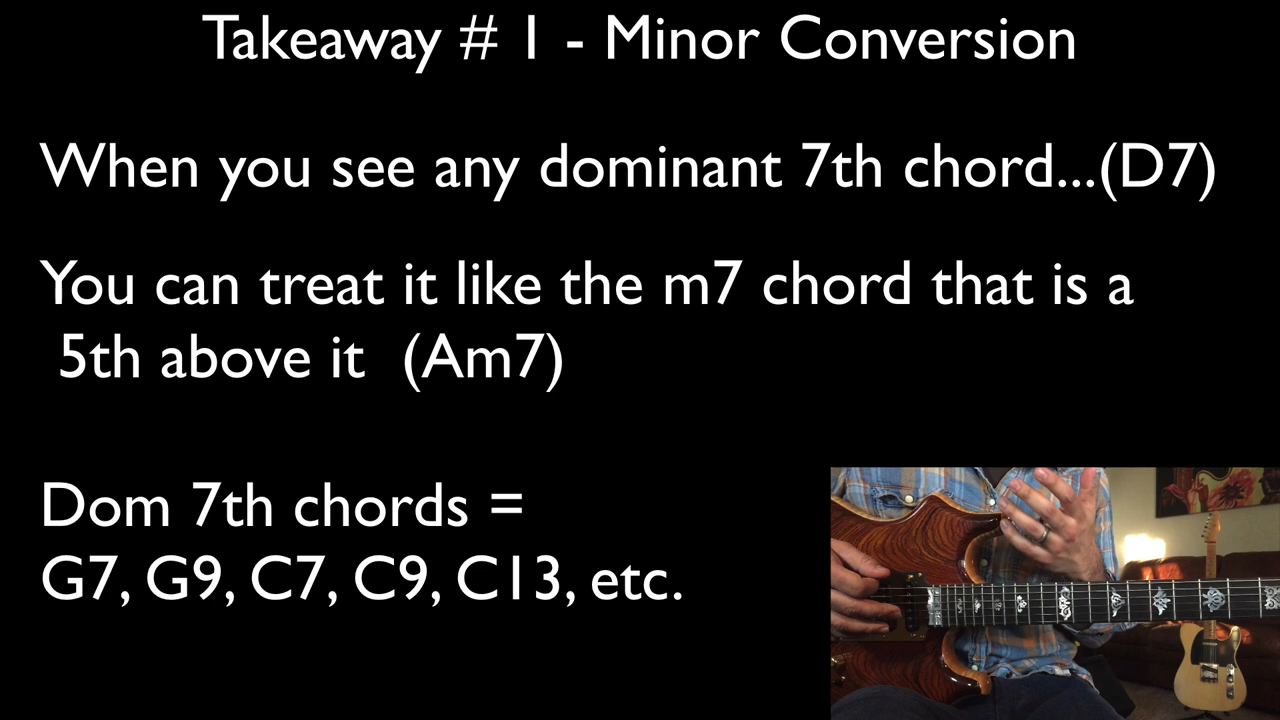 Takeaway # 1 - Minor Conversion
When you see any dominant 7th chord...(D7)
You can treat it like the m7 chord that is a
5th above it (Am7)
Dom 7th chords =
G7, G9, C7, C9, C13, etc.